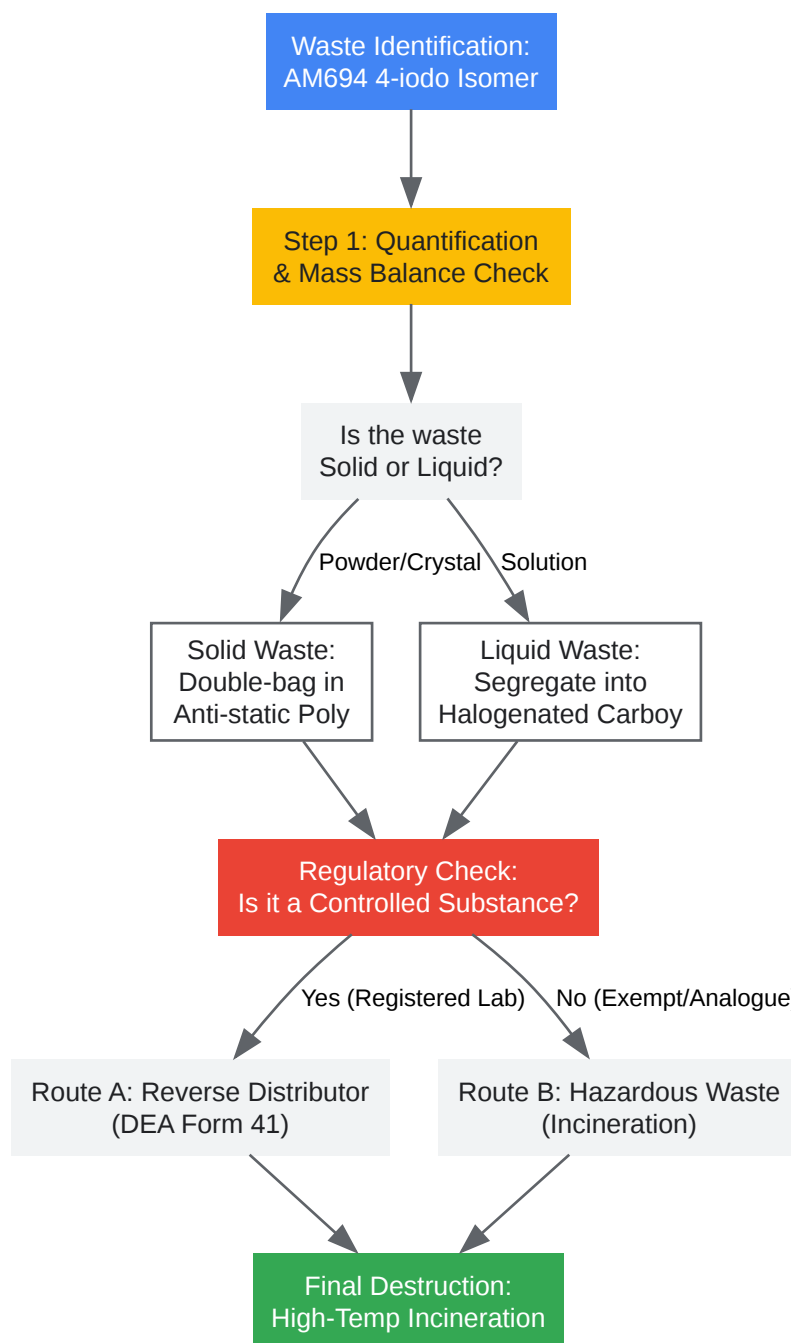 Waste Identification:
AM694 4-iodo Isomer
Step 1: Quantification
& Mass Balance Check
Is the waste
Solid or Liquid?
Powder/Crystal
Solution
Solid Waste:
Double-bag in
Anti-static Poly
Liquid Waste:
Segregate into
Halogenated Carboy
Regulatory Check:
Is it a Controlled Substance?
Yes (Registered Lab)
No (Exempt/Analogue
Route A: Reverse Distributor
(DEA Form 41)
Route B: Hazardous Waste
(Incineration)
Final Destruction:
High-Temp Incineration